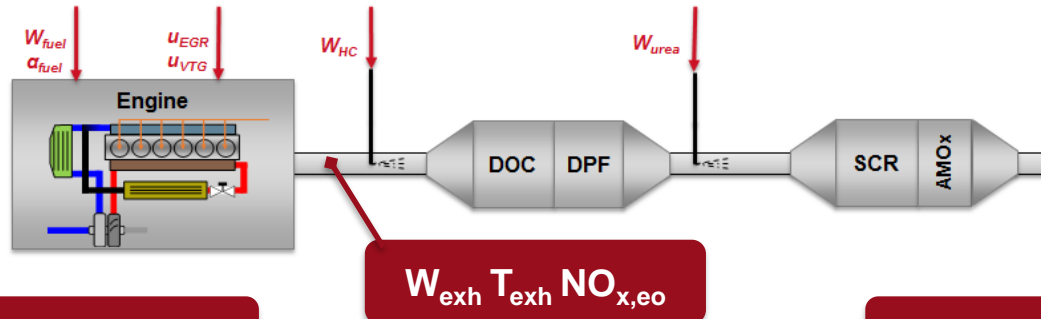 W_fuel
α_fuel
u_EGR
u_VTG
W_HC
W_urea
Engine
DOC
DPF
SCR
AMOx
W_exh T_exh NO_x,eo